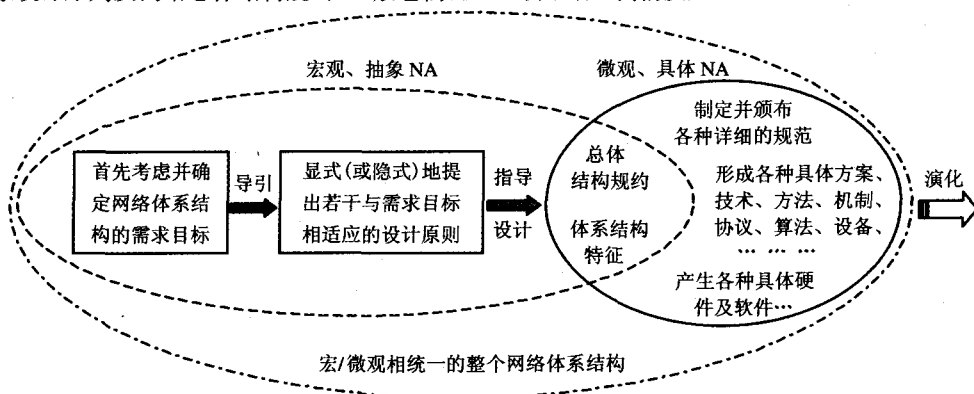 宏观、抽象 NA
微观、具体 NA
首先考虑并确
定网络体系结
构的需求目标
导引
显式(或隐式)地提
出若干与需求目标
相适应的设计原则
指导
设计
总体
结构规约
体系结构
特征
制定并颁布
各种详细的规范
形成各种具体方案、
技术、方法、机制、
协议、算法、设备、
… … …
产生各种具体硬
件及软件…
演化
宏/微观相统一的整个网络体系结构